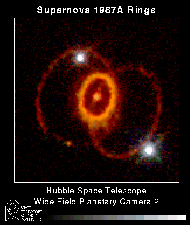 Supernova 1987A Rings
Hubble Space Telescope
Wide Field Planetary Camera 2